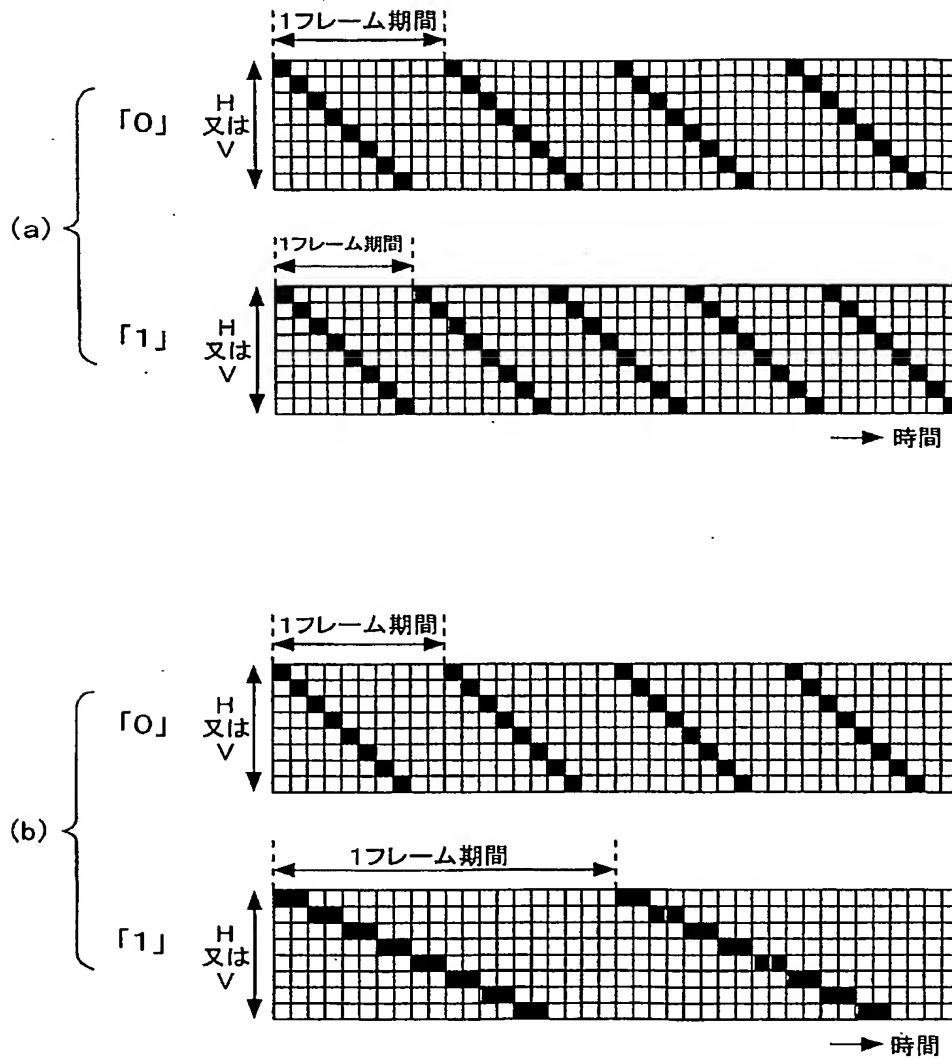 1フレーム期間
(a)
「0」
H
又は
V
1フレーム期間
「1」
H
又は
V
時間
(b)
1フレーム期間
「0」
H
又は
V
1フレーム期間
「1」
H
又は
V
時間